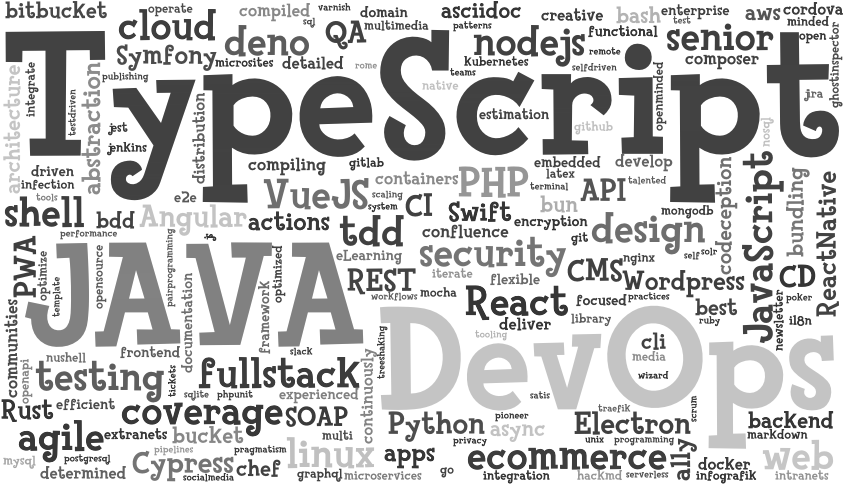 bitbucket
operate
cloud
compiled
sql
varnish
domain
multimedia
asciidoc
patterns
creative
bash
enterprise
test
aws
cordova
minded
open
Symfony
deno
QA
nodejs
functional
remote
senior
microsites
detailed
rome
Kubernetes
teams
selfdriven
composer
TypeScript
architecture
integrate
testdriven
abstraction
publishing
jest
jenkins
distribution
native
estimation
github
openminded
nosql
jra
ghostinspector
compiling
gitlab
embedded
develop
latex
talented
driven
infection
tools
containers
PHP
terminal
API
e2e
VueJS
scaling
system
CI
Swift
bun
encryption
mongodb
codeception
JavaScript
bundling
ReactNative
shell
bdd
Angular
actions
tdd
confluence
git
design
performance
js
eLearning
security
nginx
self
solr
PWA
optimize
template
opensource
pairprogramming
documentation
framework
optimized
JAVA
REST
iterate
flexible
CMS
Wordpress
CD
workflows
mocha
React
focused
practices
best
poker
newsletter
i18n
deliver
library
ruby
communities
openapi
nushell
frontend
slack
treeshaking
DevOps
tooling
cli
media
wizard
testing
tickets
fullstack
continuously
sqlite
phpunit
experienced
satis
Rust
efficient
coverage
SOAP
Python
pioneer
traefik
Electron
scrum
backend
agile
extranets
bucket
multi
async
privacy
unix
programming
markdown
mysql
postgresql
pipelines
pragmatism
linux
apps
ecommerce
a11y
docker
web
determined
Cypress
socialmedia
chef
graphql
microservices
go
integration
hackmd
serverless
infografik
intranets